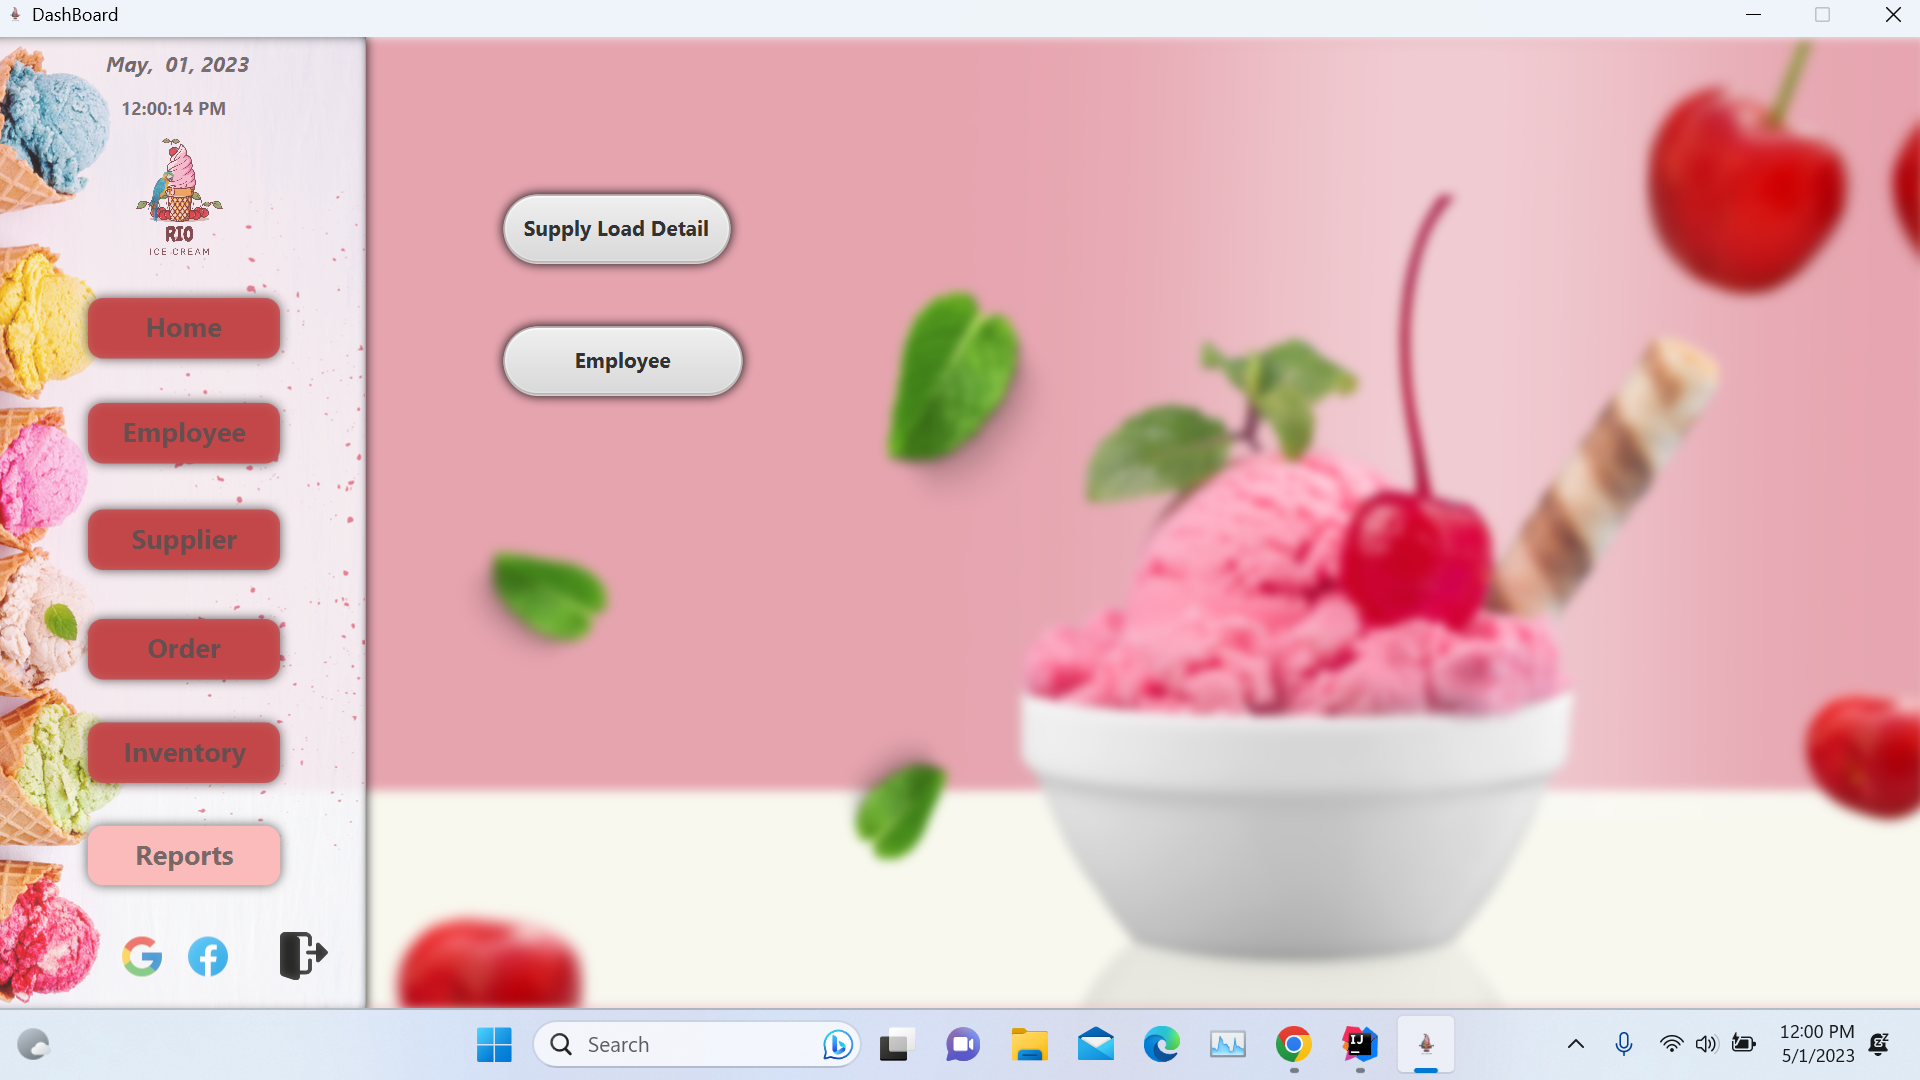 DashBoard
May,  01, 2023
12:00:14 PM
RIO
ICE CREAM
Home
Employee
Supplier
Order
Inventory
Reports
Supply Load Detail
Employee
Search
IJ
12:00 PM
5/1/2023